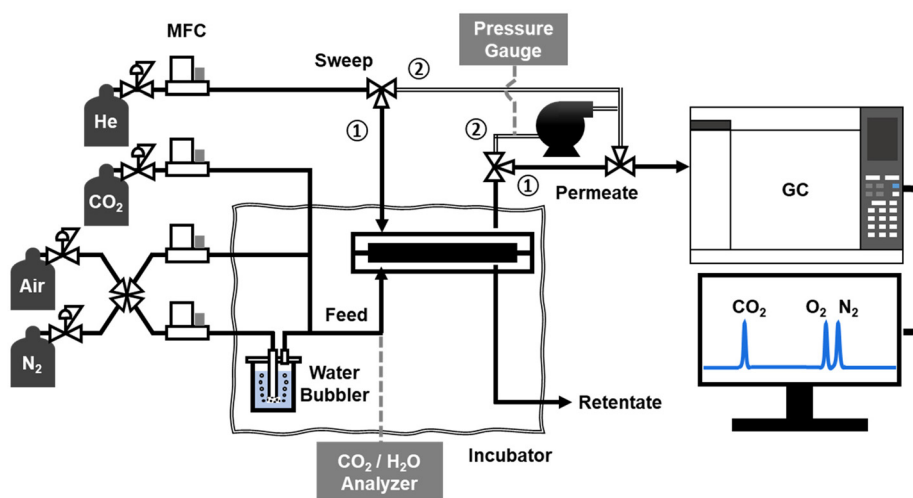 MFC
Pressure
Gauge
Sweep
②
He
①
②
①
Permeate
GC
CO₂
Air
N₂
Feed
Water
Bubbler
CO₂ O₂ N₂
Retentate
Incubator
CO₂ / H₂O
Analyzer